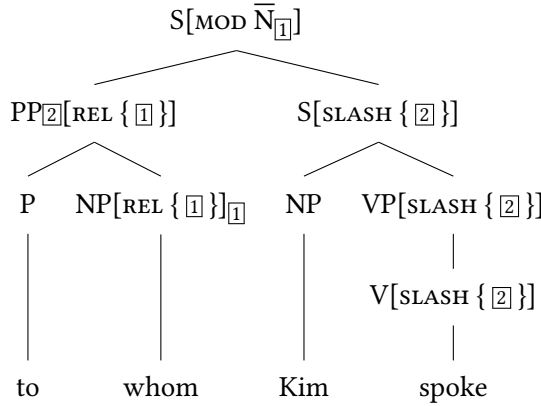 S[MOD N̅1]
PP2[REL { 1 }] S[SLASH { 2 }]
P NP[REL { 1 }]1 NP VP[SLASH { 2 }]
V[SLASH { 2 }]
to whom Kim spoke